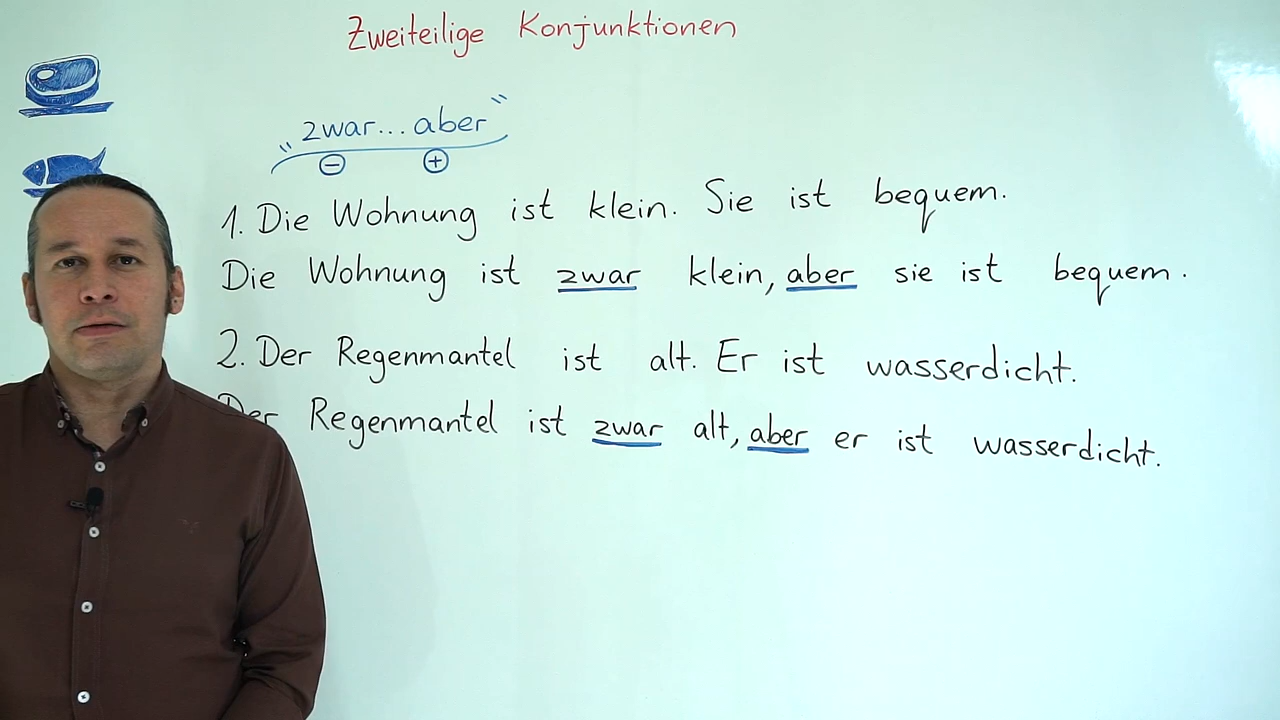 Zweiteilige Konjunktionen
"zwar... aber"
- +
1. Die Wohnung ist klein. Sie ist bequem.
Die Wohnung ist zwar klein, aber sie ist bequem.
2. Der Regenmantel ist alt. Er ist wasserdicht.
Der Regenmantel ist zwar alt, aber er ist wasserdicht.